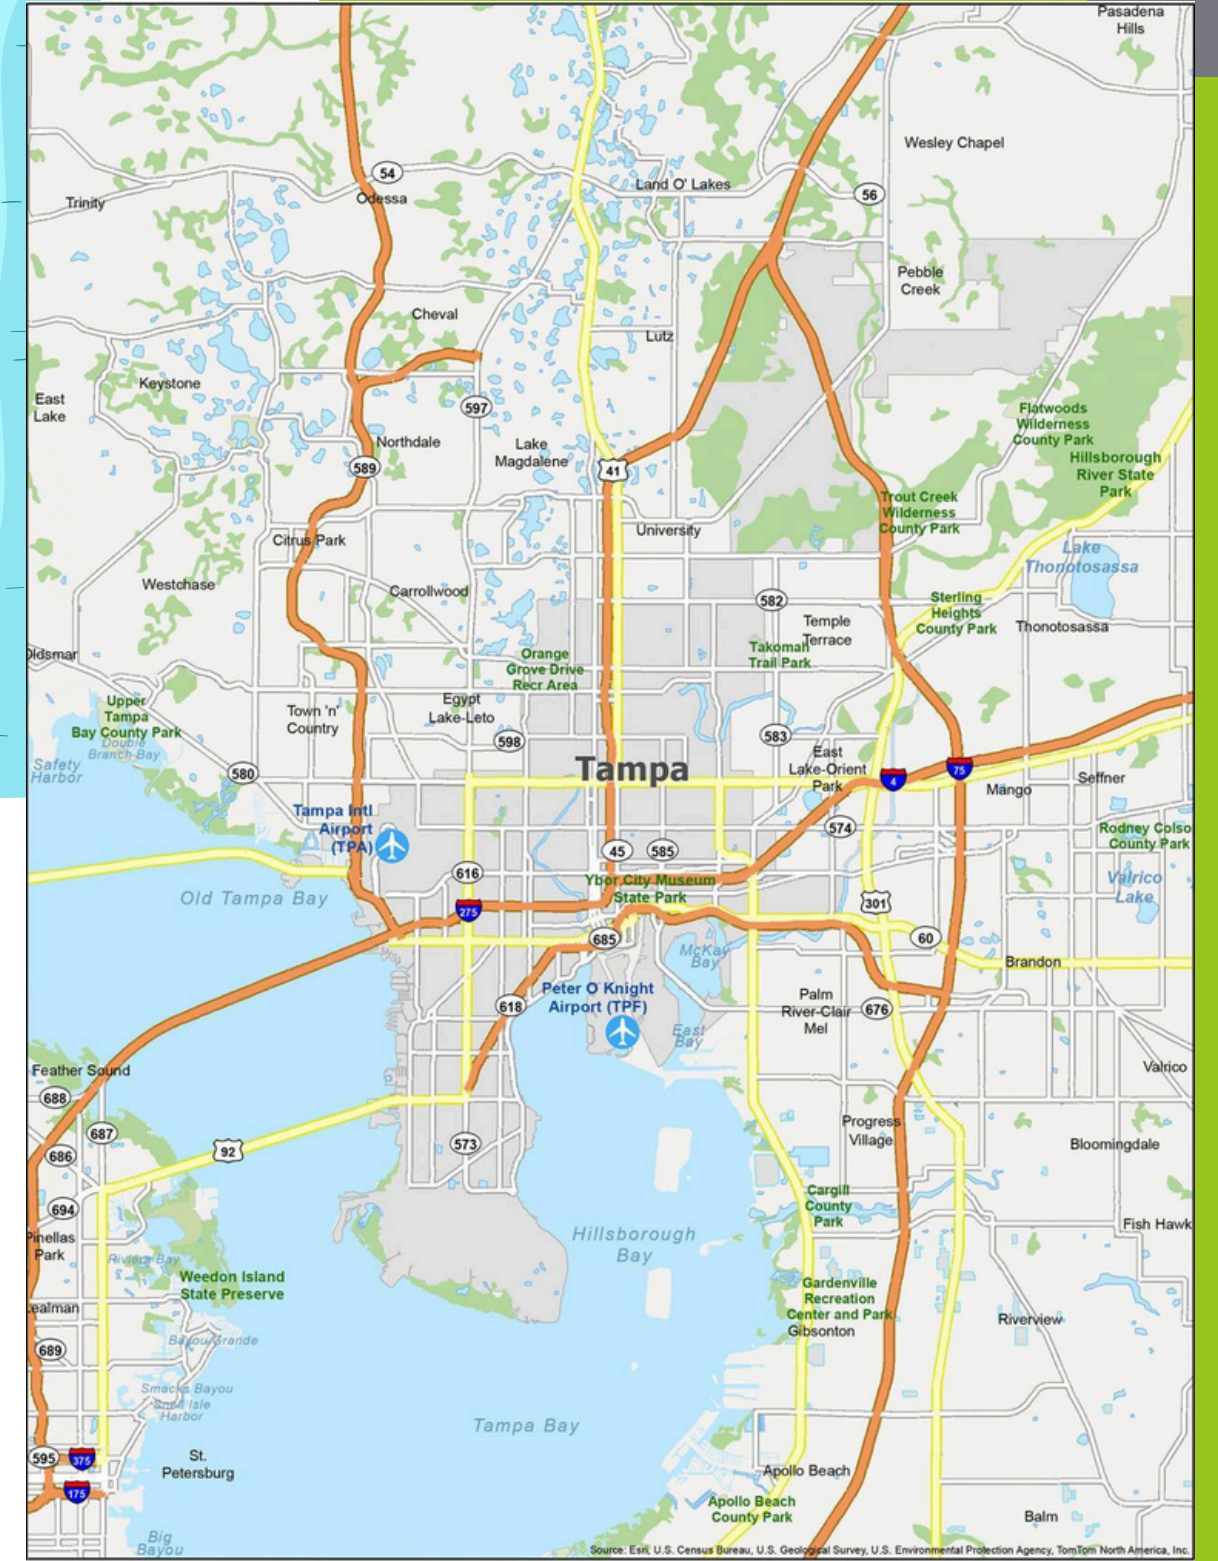 Pasadena
Hills
Wesley Chapel
54
Land O' Lakes
56
Trinity
Odessa
Pebble
Creek
Cheval
Lutz
Keystone
East
Lake
597
Flatwoods
Wilderness
County Park
Northdale
Lake
Magdalene
Hillsborough
River State
Park
589
41
Trout Creek
Wilderness
County Park
University
Citrus Park
Lake
Thonotosassa
Westchase
Carrollwood
582
Sterling
Heights
County Park
Temple
Terrace
Thonotosassa
Oldsmar
Orange
Grove Drive
Recr Area
Takomah
Trail Park
Upper
Tampa
Bay County Park
Egypt
Lake-Leto
Town 'n'
Country
Double
Branch Bay
598
583
Safety
Harbor
580
Tampa
East
Lake-Orient
Park
4
75
Seffner
Mango
Tampa Intl
Airport
(TPA)
574
Rodney Colso
County Park
45
585
616
Ybor City Museum
State Park
Valrico
Lake
Old Tampa Bay
275
301
685
60
McKay
Bay
Brandon
Peter O Knight
Airport (TPF)
618
Palm
River-Clair
Mel
676
East
Bay
Feather Sound
Valrico
688
687
Progress
Village
686
92
573
Bloomingdale
694
Cargill
County
Park
Pinellas
Park
Hillsborough
Bay
Fish Hawk
Riviera Bay
Weedon Island
State Preserve
Gardenville
Recreation
Center and Park
Gibsonton
ealman
Riverview
689
Bayou Grande
Smacks Bayou
Snell Isle
Harbor
Tampa Bay
595
375
St.
Petersburg
175
Apollo Beach
Apollo Beach
County Park
Balm
Big
Bayou
Source: Esri, U.S. Census Bureau, U.S. Geological Survey, U.S. Environmental Protection Agency, TomTom North America, Inc.